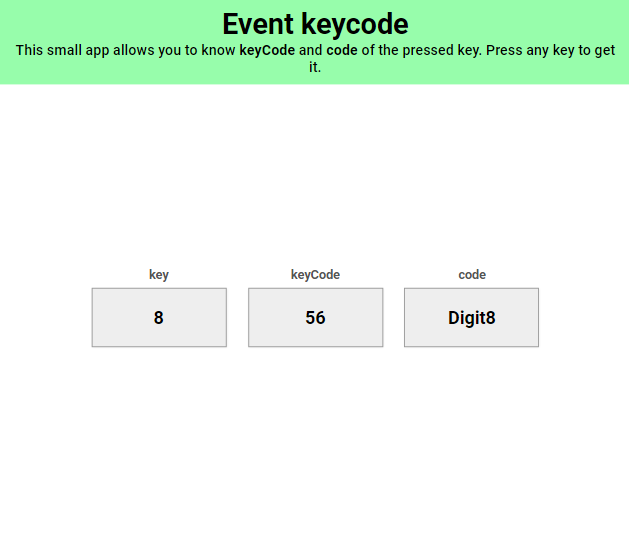 Event keycode
This small app allows you to know keyCode and code of the pressed key. Press any key to get
it.
key keyCode code
8 56 Digit8